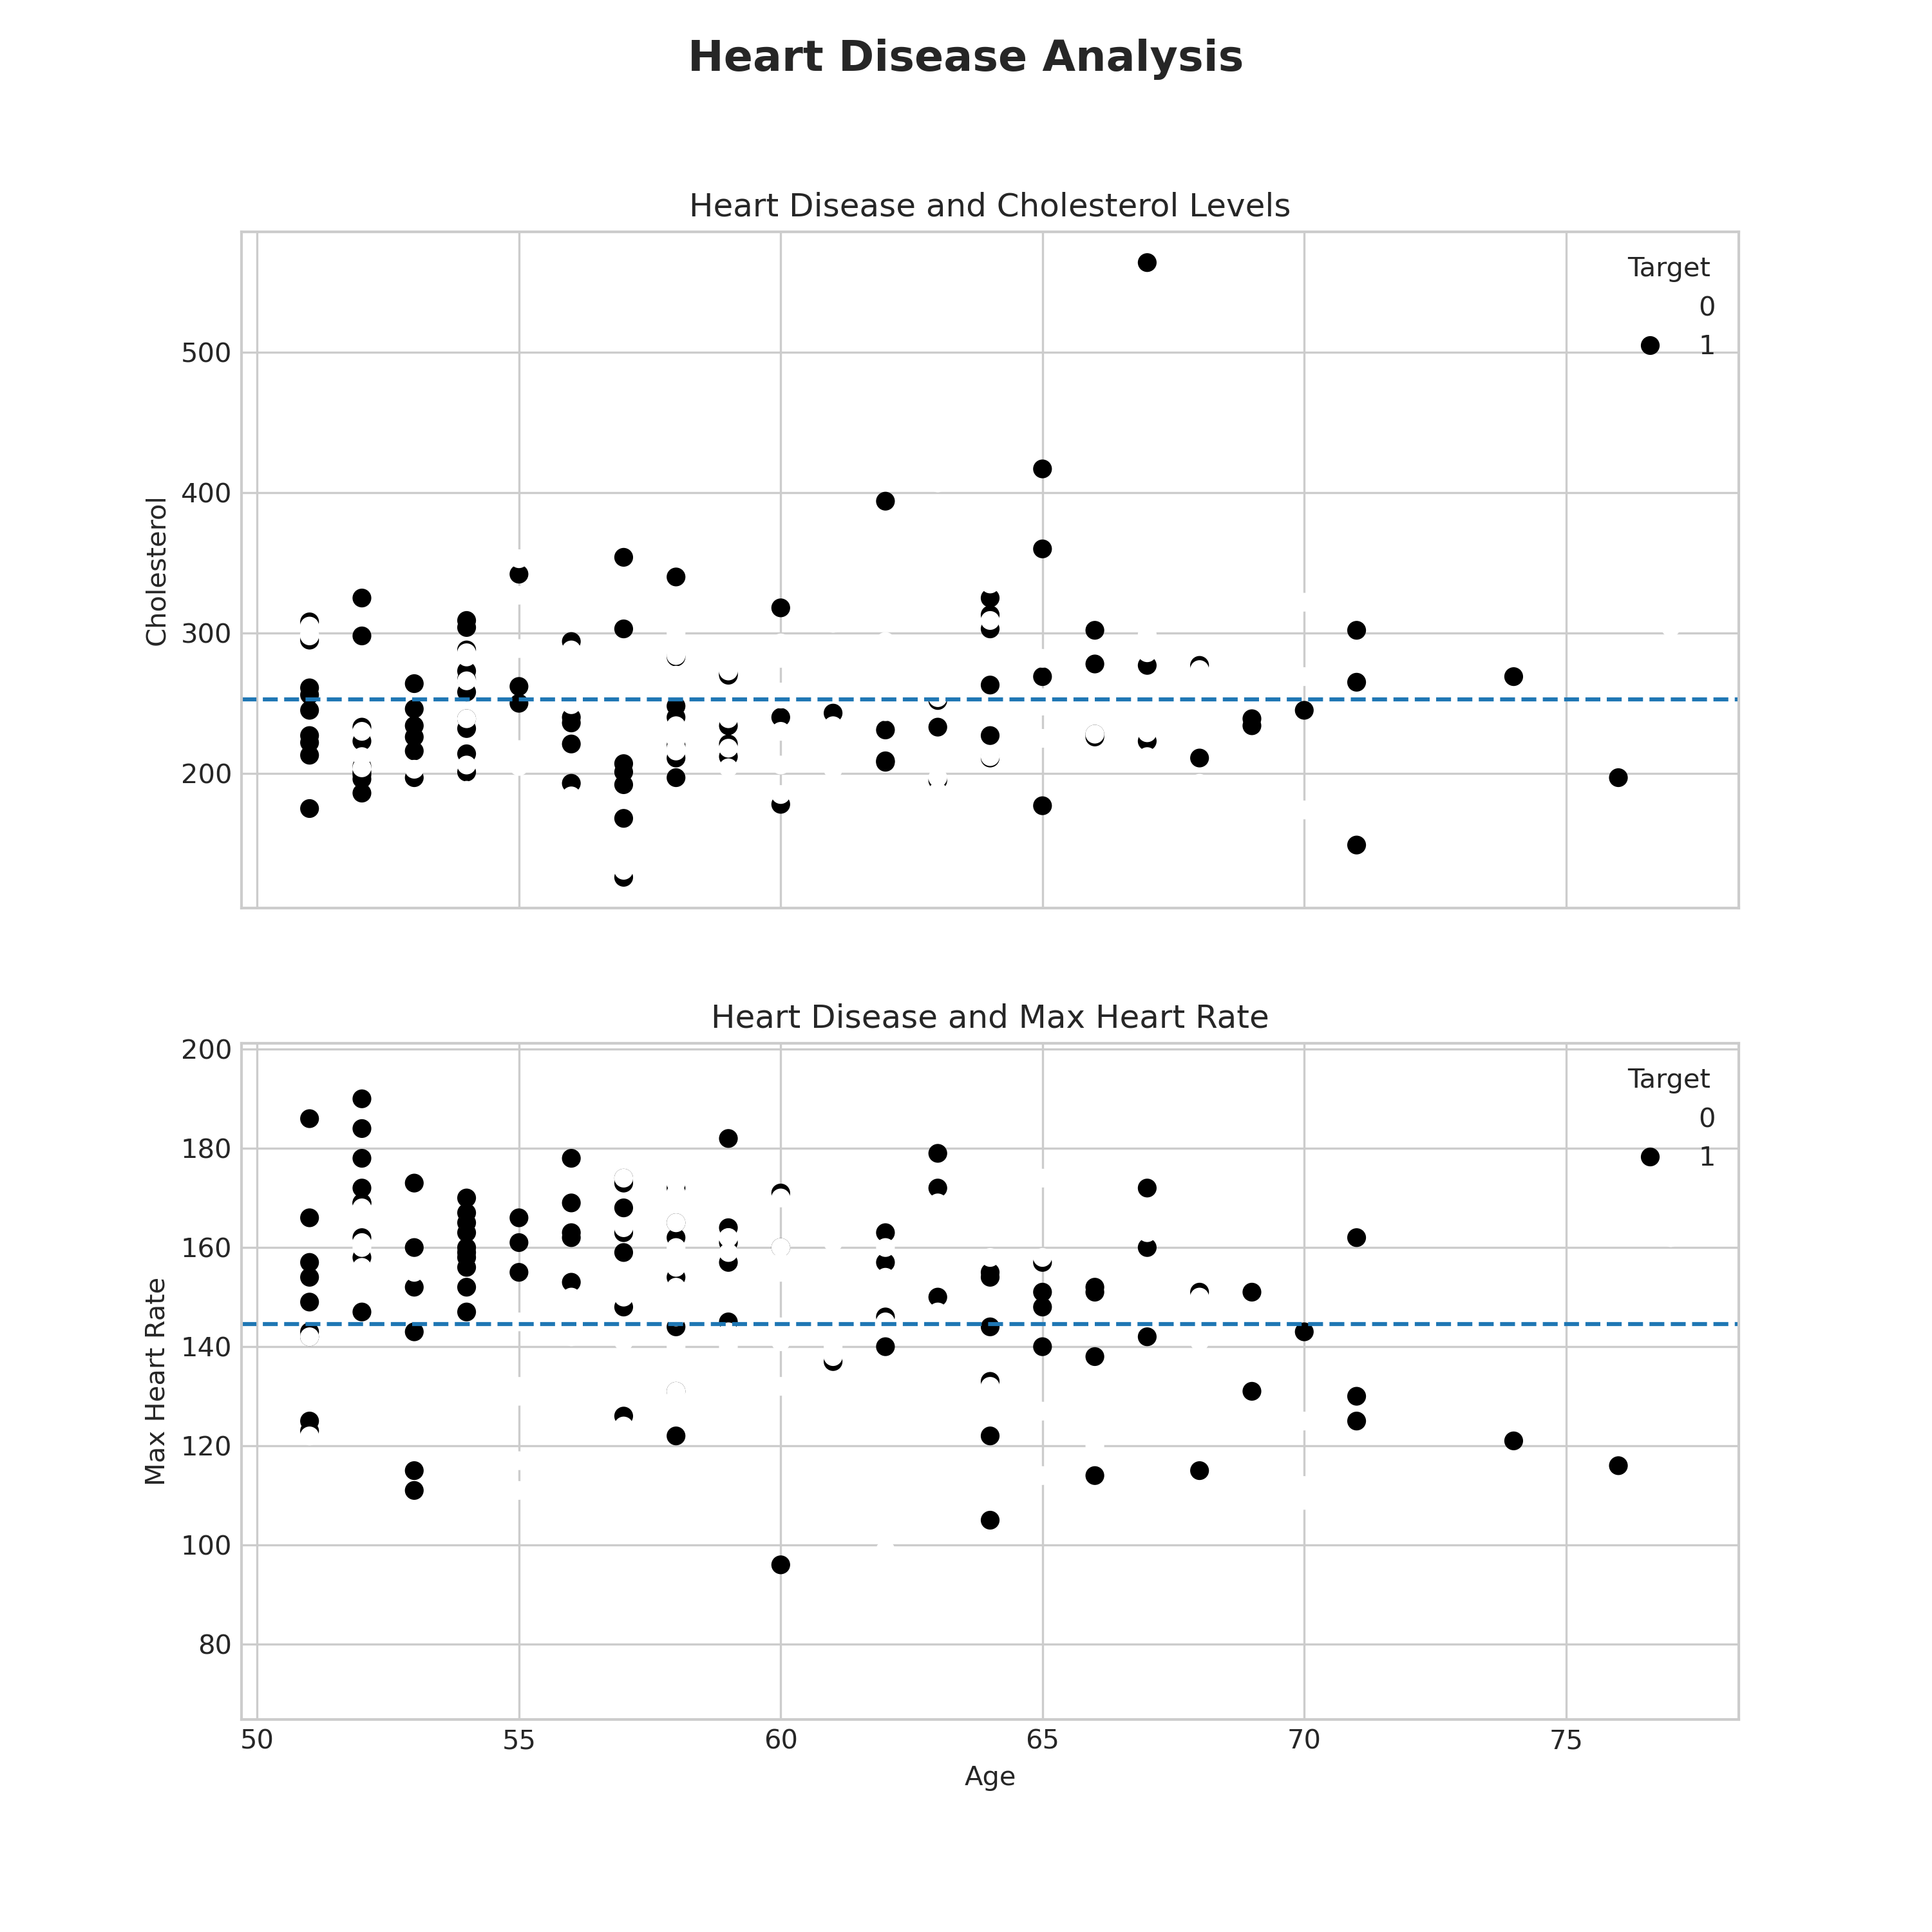 Heart Disease Analysis
Heart Disease and Cholesterol Levels
Target
0
1
Cholesterol
500
400
300
200
Heart Disease and Max Heart Rate
Target
0
1
Max Heart Rate
200
180
160
140
120
100
80
50 55 60 65 70 75
Age